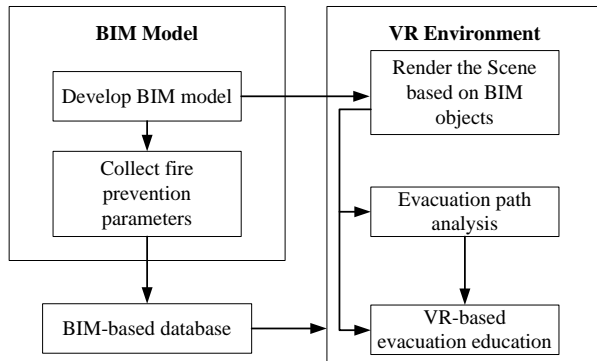 BIM Model
Develop BIM model
Collect fire
prevention
parameters
BIM-based database
VR Environment
Render the Scene
based on BIM
objects
Evacuation path
analysis
VR-based
evacuation education